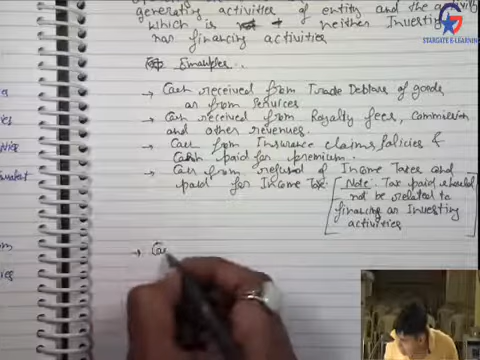 generating activities of entity and the activity
which is neither Investing
nor financing activities
Examples..
→ Cash received from Trade Debtors of goods
or from services
→ Cash received from Royalty fees, Commission
and other revenues.
→ Cash from Insurance claims Policies &
Cash paid for premium.
→ Cash from refund of Income Taxes and
paid for Income Tax. [Note: Tax paid should
not be related to
financing or Investing
activities]
→ Cas
STARGATE E-LEARNIN